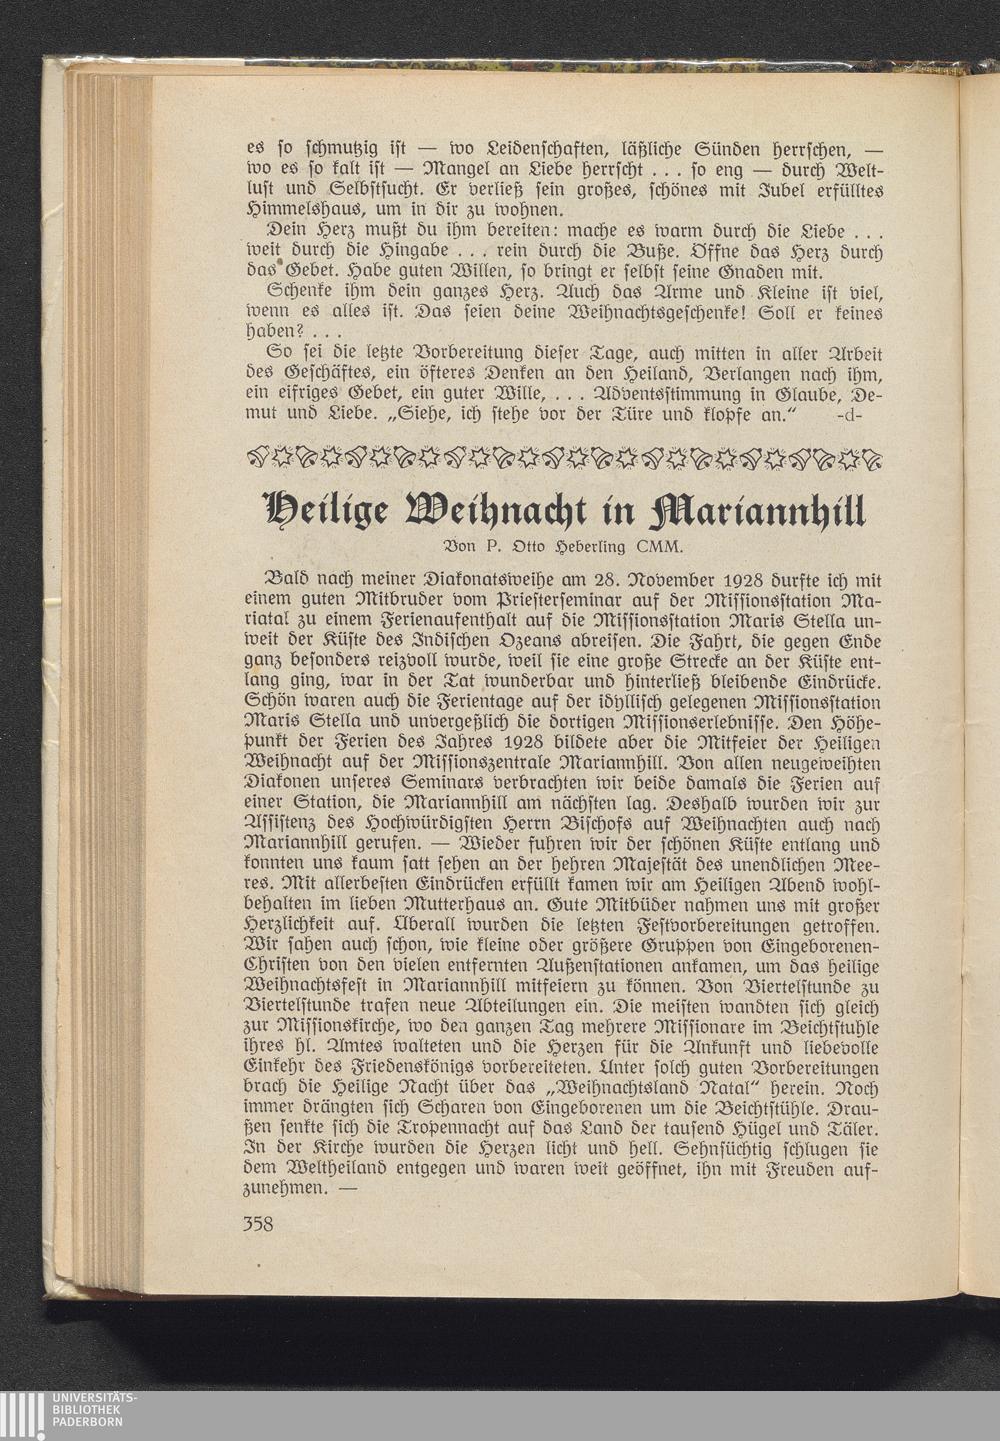 es so schmutzig ist — wo Leidenschaften, läßliche Sünden herrschen, —
wo es so kalt ist — Mangel an Liebe herrscht . . . so eng — durch Welt-
lust und Selbstsucht. Er verließ sein großes, schönes mit Jubel erfülltes
Himmelshaus, um in dir zu wohnen.
Dein Herz mußt du ihm bereiten: mache es warm durch die Liebe . . .
weit durch die Hingabe . . . rein durch die Buße. Öffne das Herz durch
das Gebet. Habe guten Willen, so bringt er selbst seine Gnaden mit.
Schenke ihm dein ganzes Herz. Auch das Arme und Kleine ist viel,
wenn es alles ist. Das seien deine Weihnachtsgeschenke! Soll er keines
haben? . . .
So sei die letzte Vorbereitung dieser Tage, auch mitten in aller Arbeit
des Geschäftes, ein öfteres Denken an den Heiland, Verlangen nach ihm,
ein eifriges Gebet, ein guter Wille, . . . Adventsstimmung in Glaube, De-
mut und Liebe. „Siehe, ich stehe vor der Türe und klopfe an.“ -d-
Heilige Weihnacht in Mariannhill
Von P. Otto Heberling CMM.
Bald nach meiner Diakonatsweihe am 28. November 1928 durfte ich mit
einem guten Mitbruder vom Priesterseminar auf der Missionsstation Ma-
riatal zu einem Ferienaufenthalt auf die Missionsstation Maris Stella un-
weit der Küste des Indischen Ozeans abreisen. Die Fahrt, die gegen Ende
ganz besonders reizvoll wurde, weil sie eine große Strecke an der Küste ent-
lang ging, war in der Tat wunderbar und hinterließ bleibende Eindrücke.
Schön waren auch die Ferientage auf der idyllisch gelegenen Missionsstation
Maris Stella und unvergeßlich die dortigen Missionserlebnisse. Den Höhe-
punkt der Ferien des Jahres 1928 bildete aber die Mitfeier der Heiligen
Weihnacht auf der Missionszentrale Mariannhill. Von allen neugeweihten
Diakonen unseres Seminars verbrachten wir beide damals die Ferien auf
einer Station, die Mariannhill am nächsten lag. Deshalb wurden wir zur
Assistenz des Hochwürdigsten Herrn Bischofs auf Weihnachten auch nach
Mariannhill gerufen. — Wieder fuhren wir der schönen Küste entlang und
konnten uns kaum satt sehen an der hehren Majestät des unendlichen Mee-
res. Mit allerbesten Eindrücken erfüllt kamen wir am Heiligen Abend wohl-
behalten im lieben Mutterhaus an. Gute Mitbüder nahmen uns mit großer
Herzlichkeit auf. Überall wurden die letzten Festvorbereitungen getroffen.
Wir sahen auch schon, wie kleine oder größere Gruppen von Eingeborenen-
Christen von den vielen entfernten Außenstationen ankamen, um das heilige
Weihnachtsfest in Mariannhill mitfeiern zu können. Von Viertelstunde zu
Viertelstunde trafen neue Abteilungen ein. Die meisten wandten sich gleich
zur Missionskirche, wo den ganzen Tag mehrere Missionare im Beichtstuhle
ihres hl. Amtes walteten und die Herzen für die Ankunft und liebevolle
Einkehr des Friedenskönigs vorbereiteten. Unter solch guten Vorbereitungen
brach die Heilige Nacht über das „Weihnachtsland Natal“ herein. Noch
immer drängten sich Scharen von Eingeborenen um die Beichtstühle. Drau-
ßen senkte sich die Tropennacht auf das Land der tausend Hügel und Täler.
In der Kirche wurden die Herzen licht und hell. Sehnsüchtig schlugen sie
dem Weltheiland entgegen und waren weit geöffnet, ihn mit Freuden auf-
zunehmen. —
358
UNIVERSITÄTS-
BIBLIOTHEK
PADERBORN